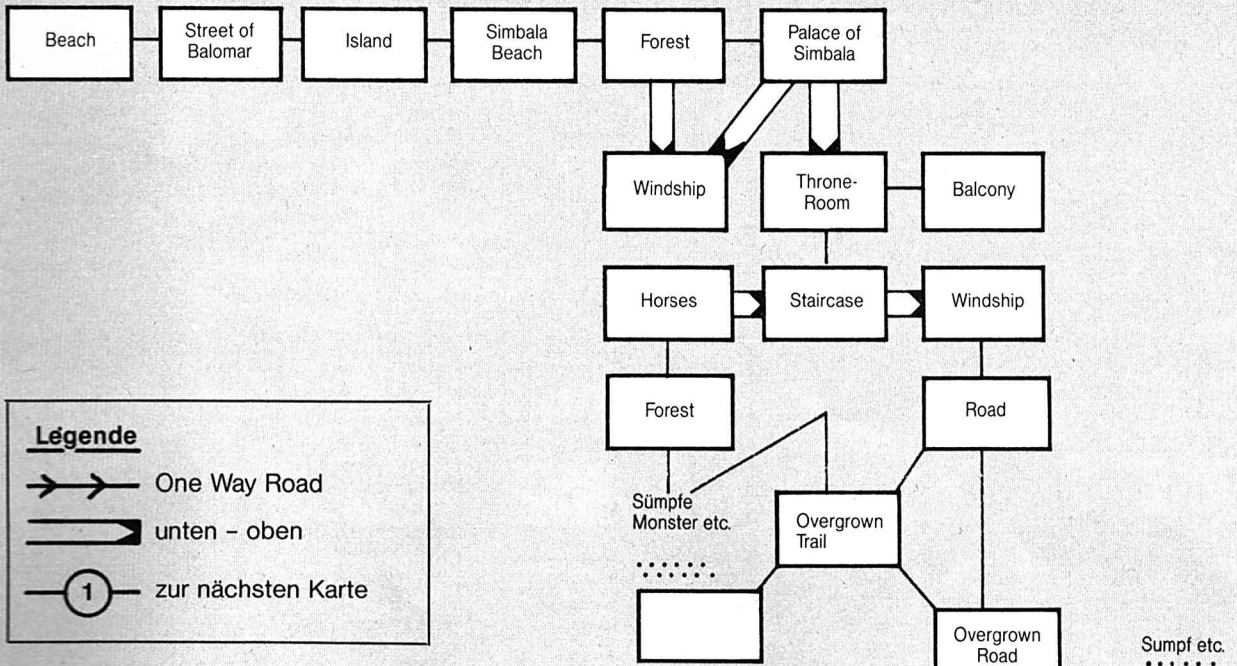 Beach
Street of
Balomar
Island
Simbala
Beach
Forest
Palace of
Simbala
Windship
Throne-
Room
Balcony
Horses
Staircase
Windship
Forest
Road
Legende
One Way Road
unten – oben
1
zur nächsten Karte
Sümpfe
Monster etc.
Overgrown
Trail
Overgrown
Road
Sumpf etc.